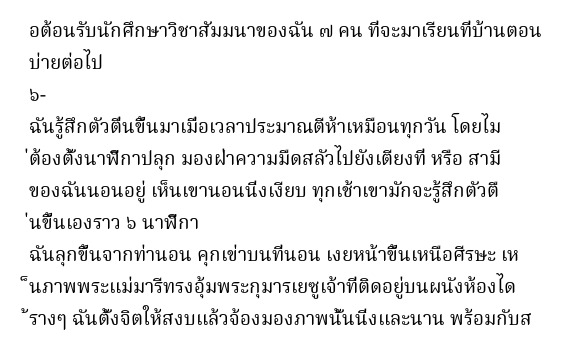 อต้อนรับนักศึกษาวิชาสัมมนาของฉัน ๗ คน ที่จะมาเรียนที่บ้านตอน
บ่ายต่อไป
๖-
ฉันรู้สึกตัวตื่นขึ้นมาเมื่อเวลาประมาณตีห้าเหมือนทุกวัน โดยไม
่ต้องตั้งนาฬิกาปลุก มองฝ่าความมืดสลัวไปยังเตียงที่ หรือ สามี
ของฉันนอนอยู่ เห็นเขานอนนิ่งเงียบ ทุกเช้าเขามักจะรู้สึกตัวตื
่นขึ้นเองราว ๖ นาฬิกา
ฉันลุกขึ้นจากท่านอน คุกเข่าบนที่นอน เงยหน้าขึ้นเหนือศีรษะ เห
็นภาพพระแม่มารีทรงอุ้มพระกุมารเยซูเจ้าที่ติดอยู่บนผนังห้องได
้รางๆ ฉันตั้งจิตให้สงบแล้วจ้องมองภาพนั้นนิ่งและนาน พร้อมกับส